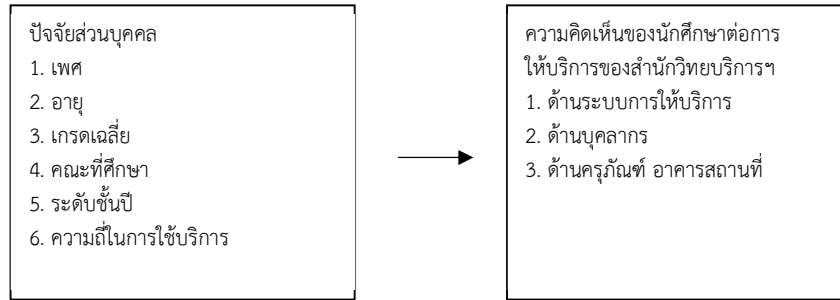 ปัจจัยส่วนบุคคล
1. เพศ
2. อายุ
3. เกรดเฉลี่ย
4. คณะที่ศึกษา
5. ระดับชั้นปี
6. ความถี่ในการใช้บริการ
ความคิดเห็นของนักศึกษาต่อการ
ให้บริการของสำนักวิทยบริการฯ
1. ด้านระบบการให้บริการ
2. ด้านบุคลากร
3. ด้านครุภัณฑ์ อาคารสถานที่